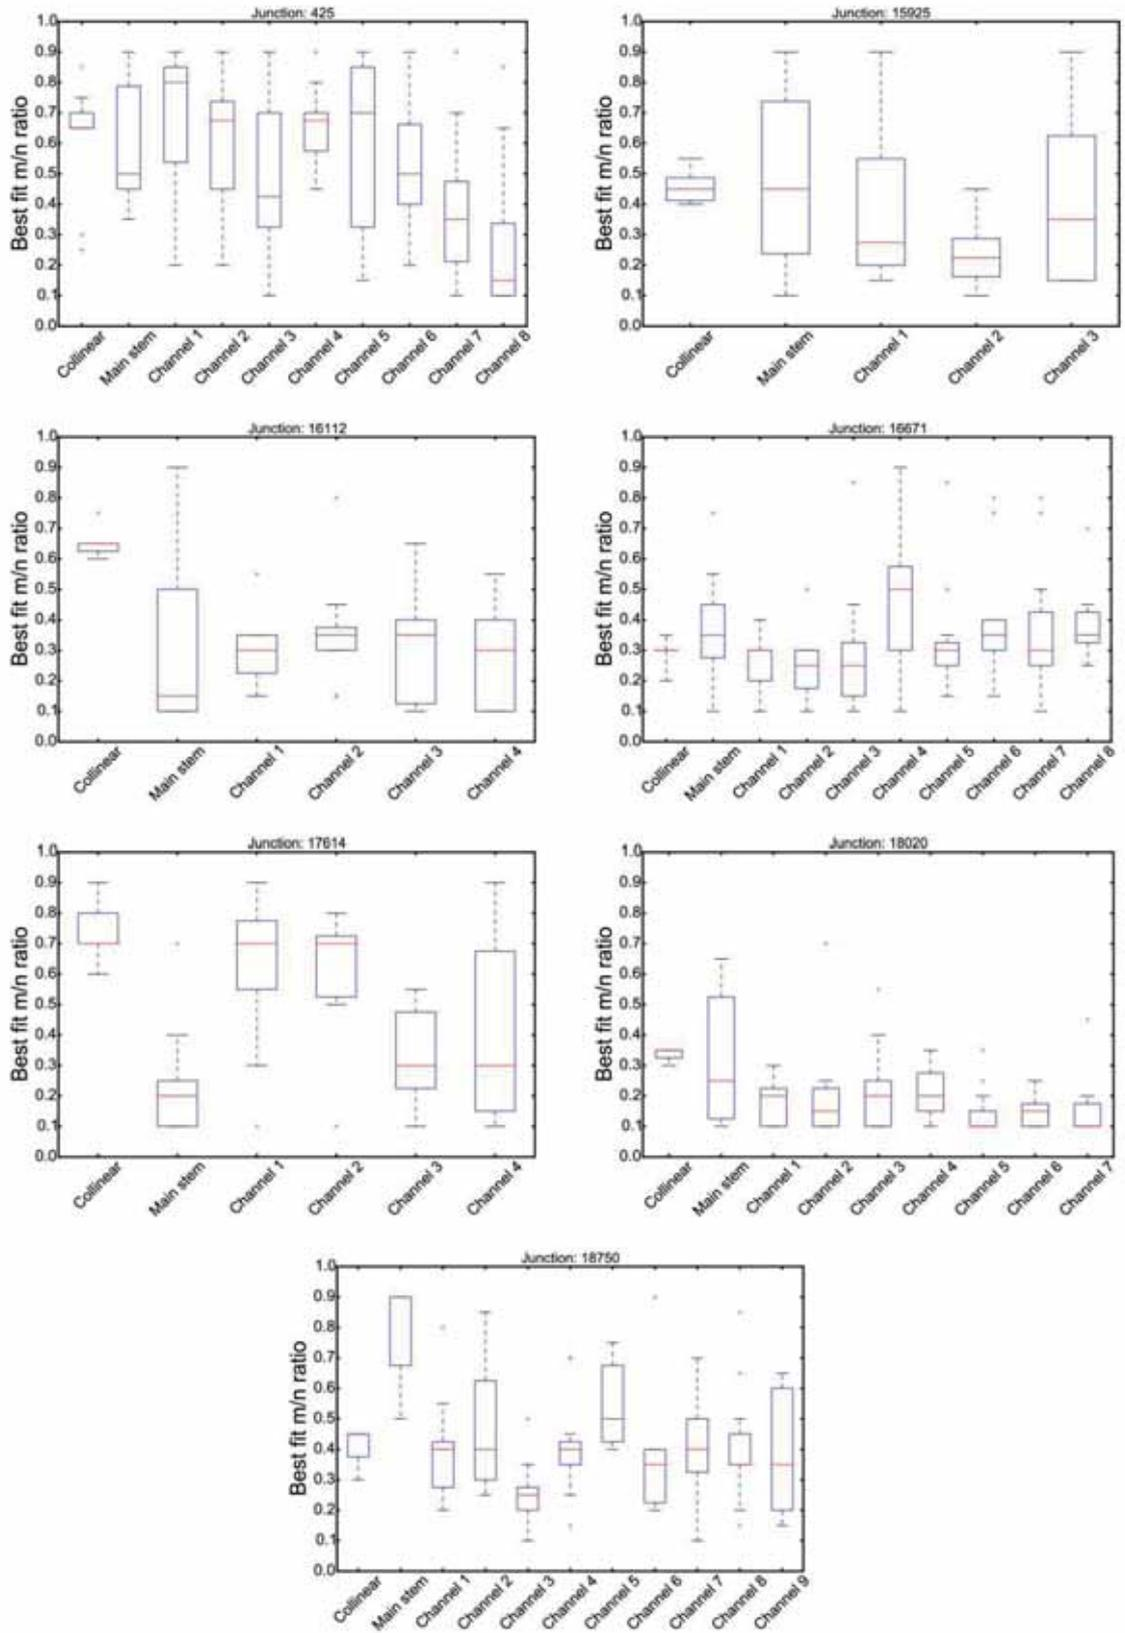 Junction: 425
Best fit m/n ratio
1.0
0.9
0.8
0.7
0.6
0.5
0.4
0.3
0.2
0.1
0.0
Collinear
Main stem
Channel 1
Channel 2
Channel 3
Channel 4
Channel 5
Channel 6
Channel 7
Channel 8
Junction: 15925
Best fit m/n ratio
1.0
0.9
0.8
0.7
0.6
0.5
0.4
0.3
0.2
0.1
0.0
Collinear
Main stem
Channel 1
Channel 2
Channel 3
Junction: 16112
Best fit m/n ratio
1.0
0.9
0.8
0.7
0.6
0.5
0.4
0.3
0.2
0.1
0.0
Collinear
Main stem
Channel 1
Channel 2
Channel 3
Channel 4
Junction: 16671
Best fit m/n ratio
1.0
0.9
0.8
0.7
0.6
0.5
0.4
0.3
0.2
0.1
0.0
Collinear
Main stem
Channel 1
Channel 2
Channel 3
Channel 4
Channel 5
Channel 6
Channel 7
Channel 8
Junction: 17614
Best fit m/n ratio
1.0
0.9
0.8
0.7
0.6
0.5
0.4
0.3
0.2
0.1
0.0
Collinear
Main stem
Channel 1
Channel 2
Channel 3
Channel 4
Junction: 18020
Best fit m/n ratio
1.0
0.9
0.8
0.7
0.6
0.5
0.4
0.3
0.2
0.1
0.0
Collinear
Main stem
Channel 1
Channel 2
Channel 3
Channel 4
Channel 5
Channel 6
Channel 7
Junction: 18750
Best fit m/n ratio
1.0
0.9
0.8
0.7
0.6
0.5
0.4
0.3
0.2
0.1
0.0
Collinear
Main stem
Channel 1
Channel 2
Channel 3
Channel 4
Channel 5
Channel 6
Channel 7
Channel 8
Channel 9